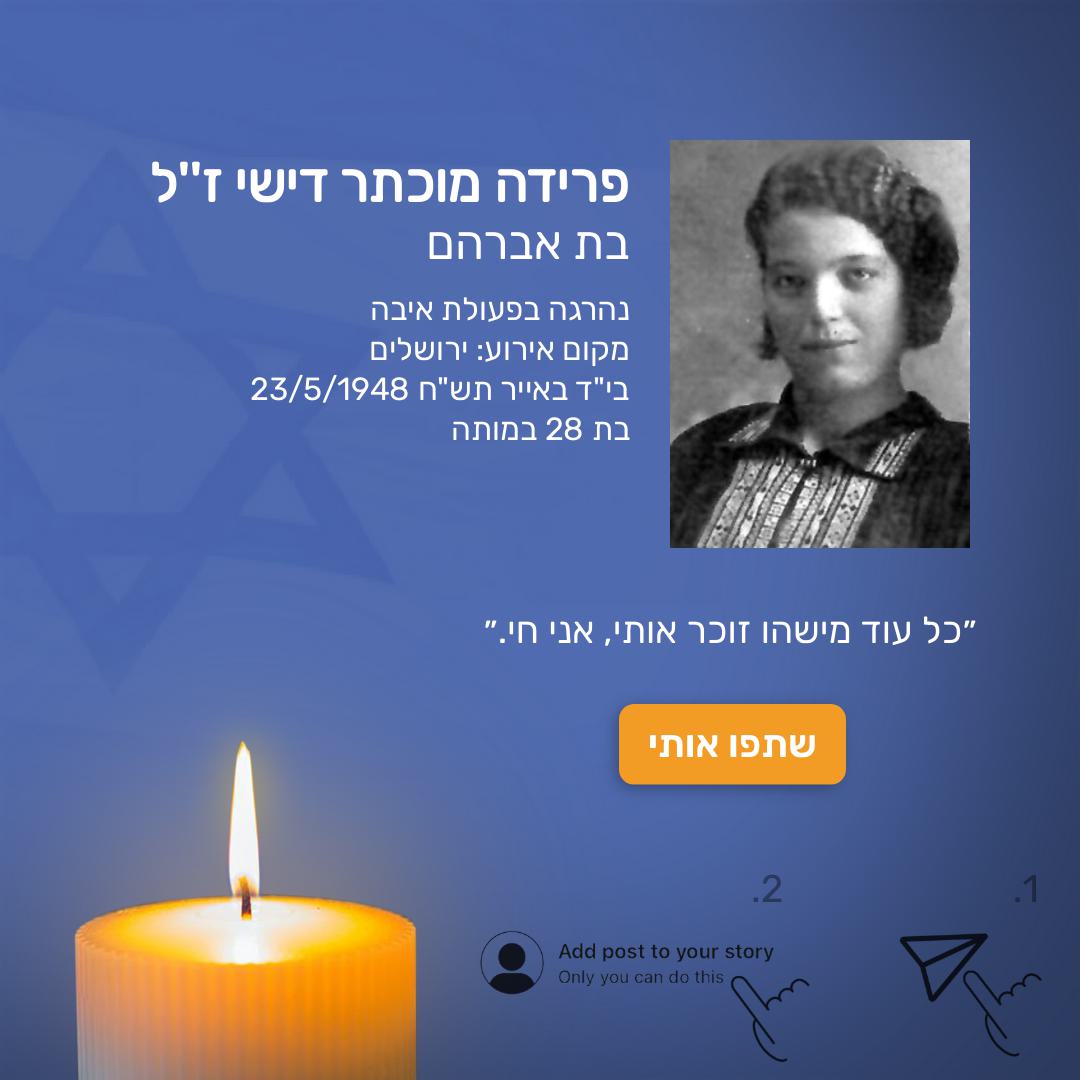 פרידה מוכתר דישי ז"ל
בת אברהם
נהרגה בפעולת איבה
מקום אירוע: ירושלים
בי"ד באייר תש"ח 23/5/1948
בת 28 במותה
״כל עוד מישהו זוכר אותי, אני חי.״
שתפו אותי
1.
2.
Add post to your story
Only you can do this